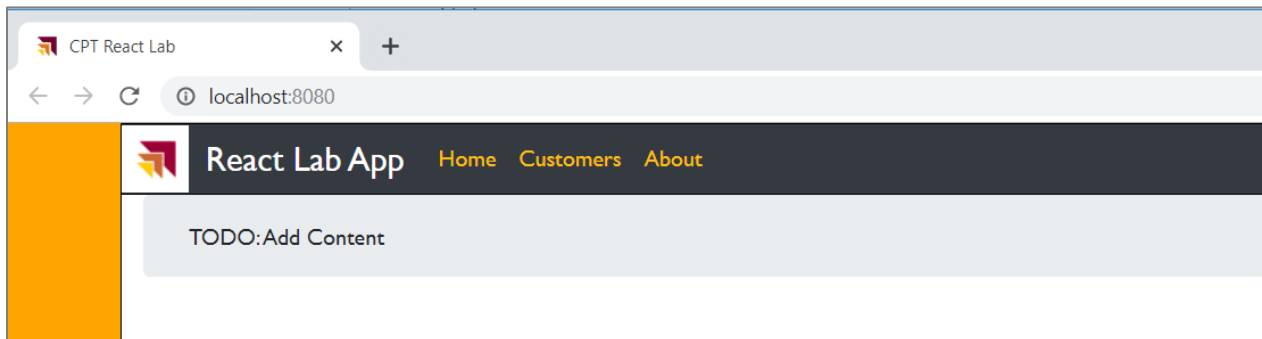 CPT React Lab
localhost:8080
React Lab App Home Customers About
TODO: Add Content